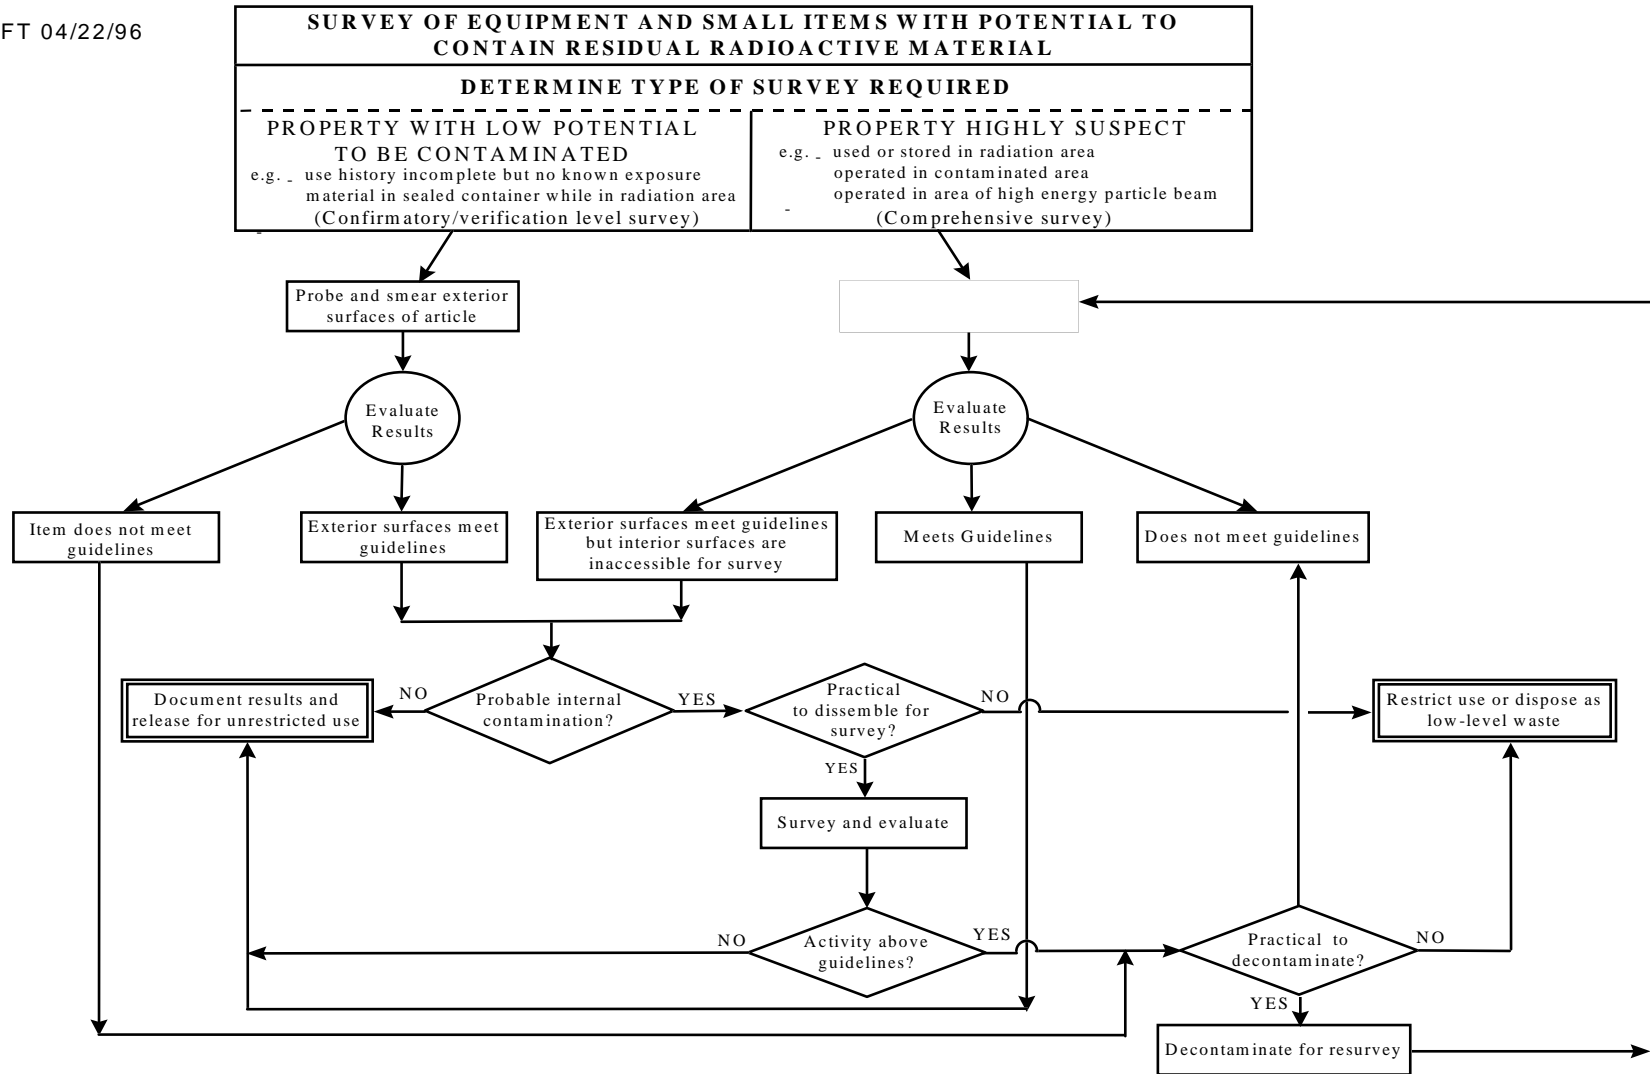 FT 04/22/96
SURVEY OF EQUIPMENT AND SMALL ITEMS WITH POTENTIAL TO
CONTAIN RESIDUAL RADIOACTIVE MATERIAL
DETERMINE TYPE OF SURVEY REQUIRED
PROPERTY WITH LOW POTENTIAL
TO BE CONTAMINATED
e.g. - use history incomplete but no known exposure
material in sealed container while in radiation area
- (Confirmatory/verification level survey)
PROPERTY HIGHLY SUSPECT
e.g. - used or stored in radiation area
operated in contaminated area
operated in area of high energy particle beam
- (Comprehensive survey)
Probe and smear exterior
surfaces of article
Evaluate
Results
Evaluate
Results
Item does not meet
guidelines
Exterior surfaces meet
guidelines
Exterior surfaces meet guidelines
but interior surfaces are
inaccessible for survey
Meets Guidelines
Does not meet guidelines
Document results and
release for unrestricted use
NO
Probable internal
contamination?
YES
Practical
to dissemble for
survey?
NO
Restrict use or dispose as
low-level waste
YES
Survey and evaluate
NO
Activity above
guidelines?
YES
Practical to
decontaminate?
NO
YES
Decontaminate for resurvey